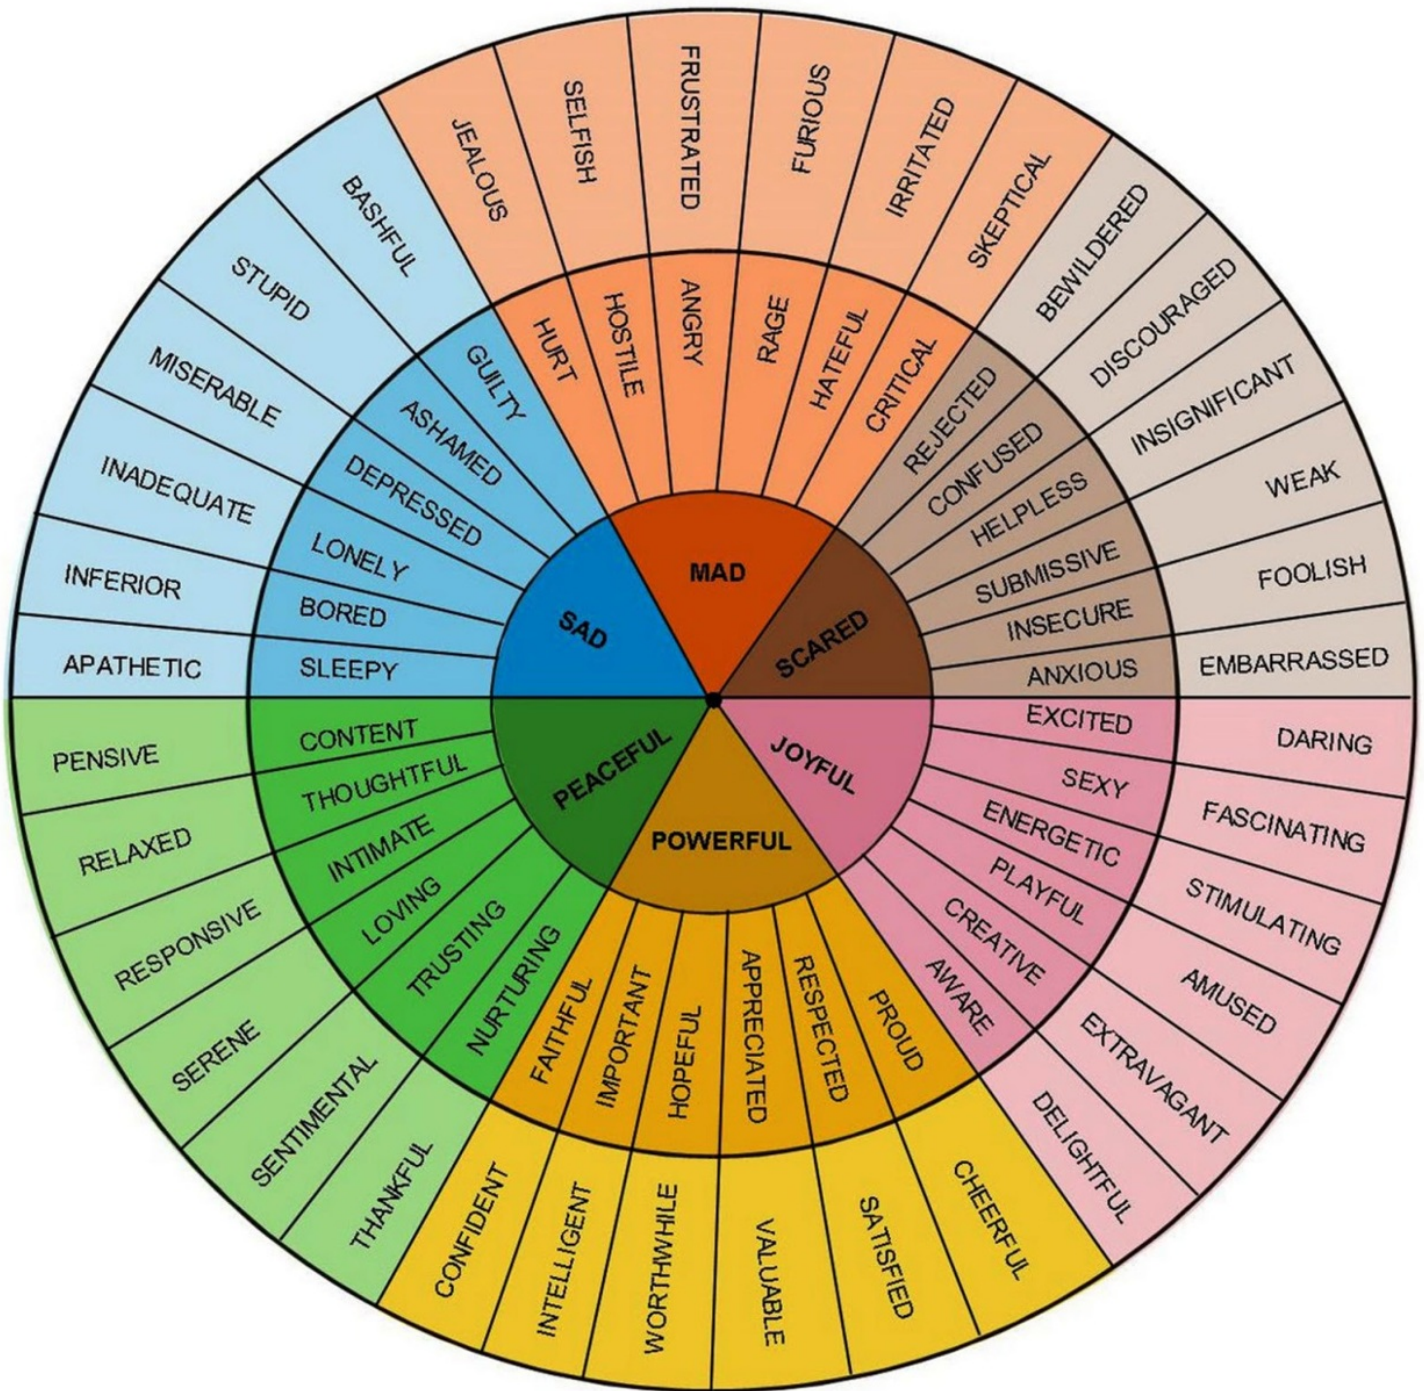 MAD
SCARED
JOYFUL
POWERFUL
PEACEFUL
SAD
HURT
HOSTILE
ANGRY
RAGE
HATEFUL
CRITICAL
REJECTED
CONFUSED
HELPLESS
SUBMISSIVE
INSECURE
ANXIOUS
EXCITED
SEXY
ENERGETIC
PLAYFUL
CREATIVE
AWARE
PROUD
RESPECTED
APPRECIATED
HOPEFUL
IMPORTANT
FAITHFUL
NURTURING
TRUSTING
LOVING
INTIMATE
THOUGHTFUL
CONTENT
SLEEPY
BORED
LONELY
DEPRESSED
ASHAMED
GUILTY
JEALOUS
SELFISH
FRUSTRATED
FURIOUS
IRRITATED
SKEPTICAL
BEWILDERED
DISCOURAGED
INSIGNIFICANT
WEAK
FOOLISH
EMBARRASSED
DARING
FASCINATING
STIMULATING
AMUSED
EXTRAVAGANT
DELIGHTFUL
CHEERFUL
SATISFIED
VALUABLE
WORTHWHILE
INTELLIGENT
CONFIDENT
THANKFUL
SENTIMENTAL
SERENE
RESPONSIVE
RELAXED
PENSIVE
APATHETIC
INFERIOR
INADEQUATE
MISERABLE
STUPID
BASHFUL